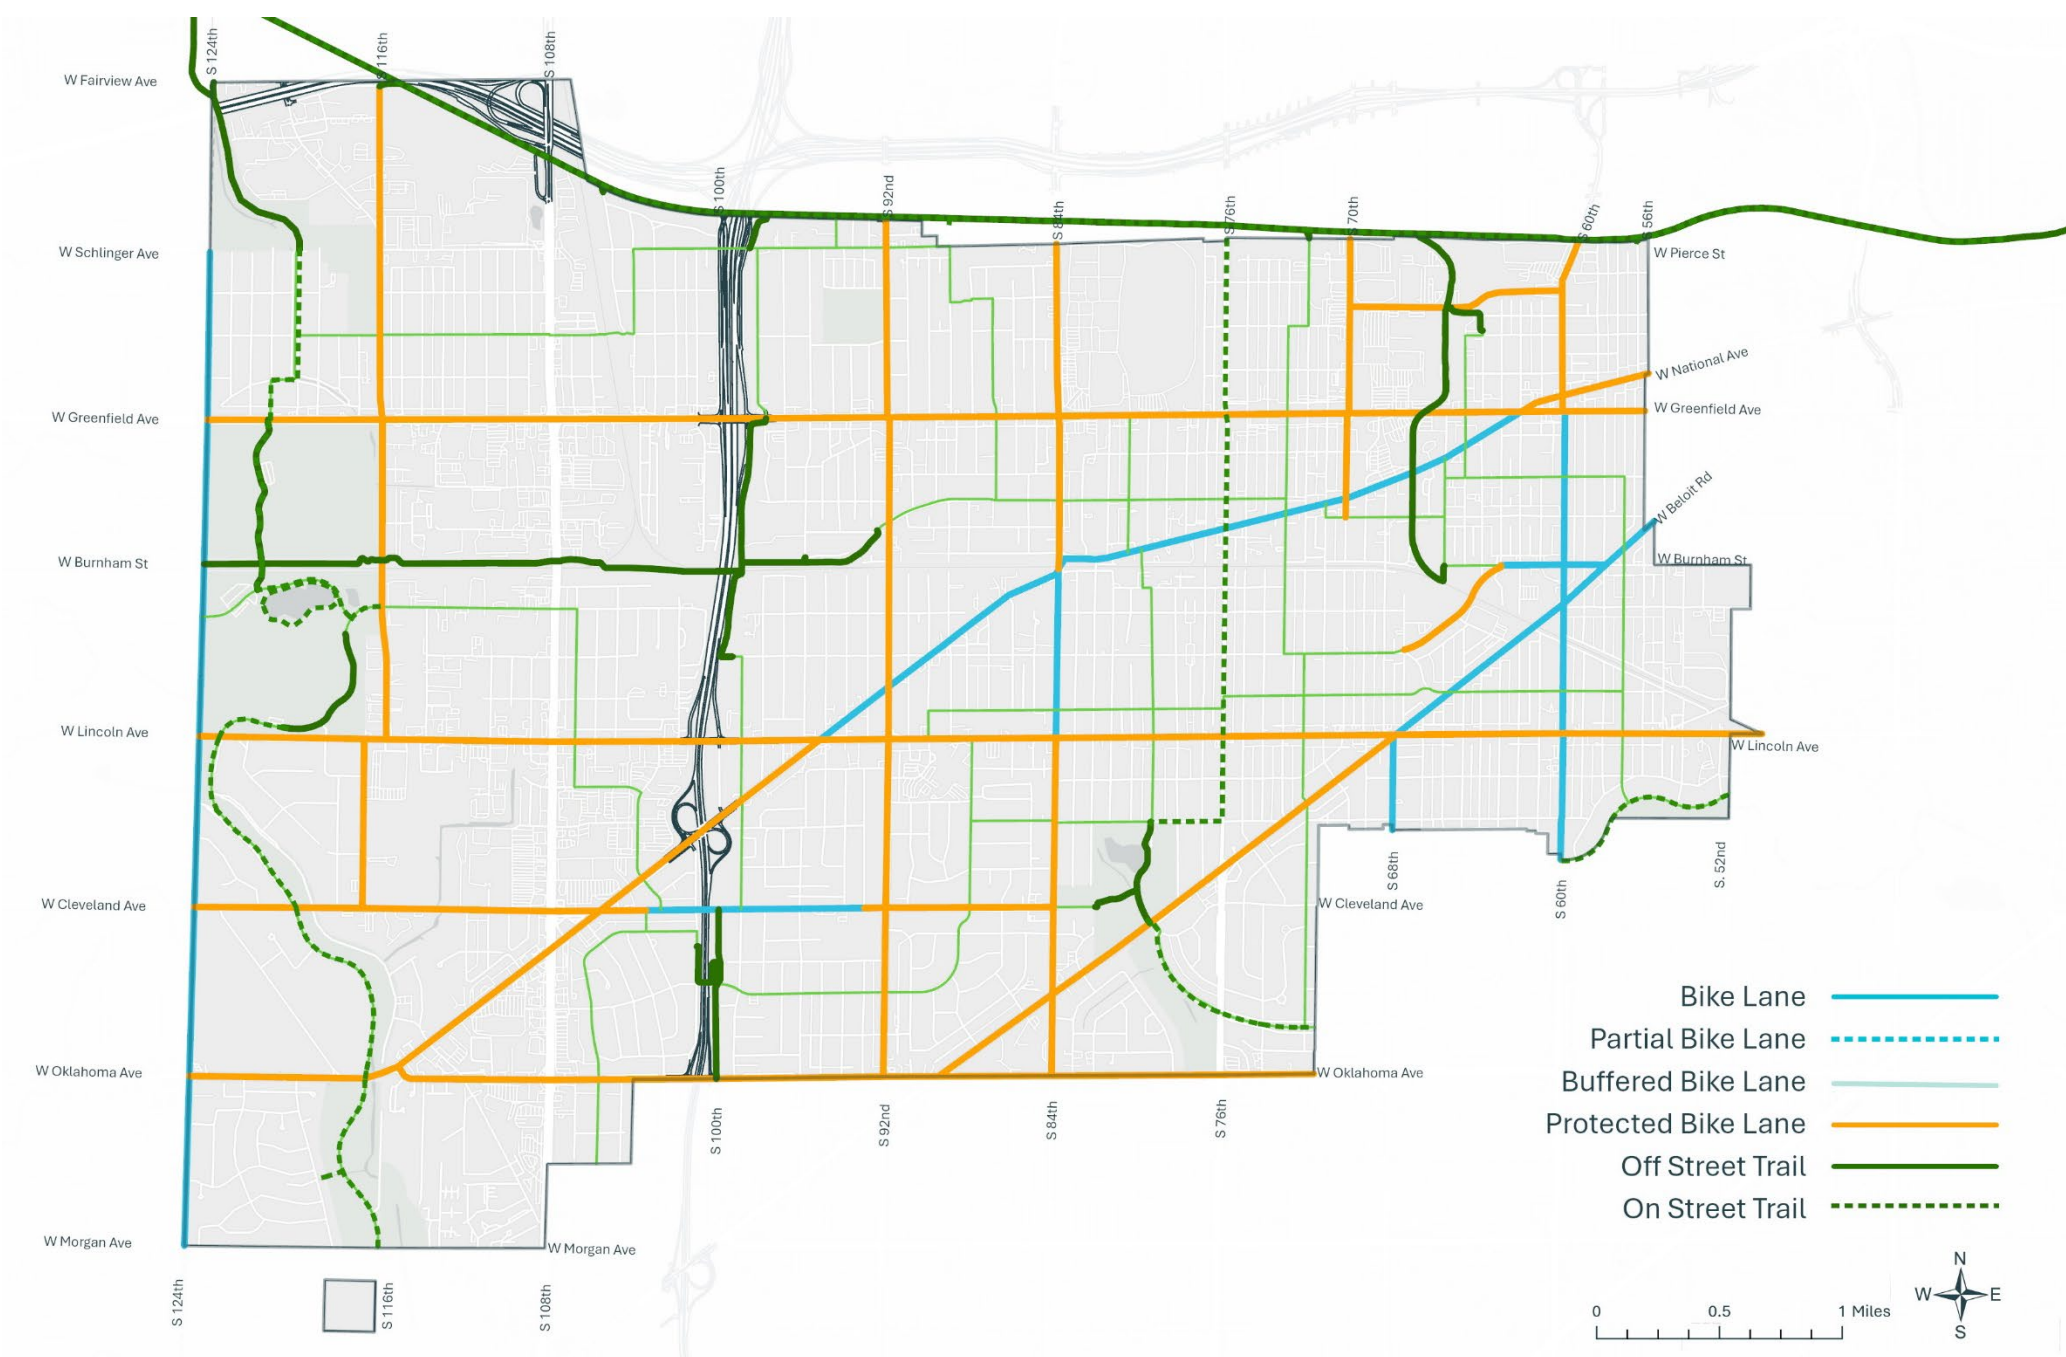 S 124th
S 116th
S 108th
W Fairview Ave
S 100th
S 92nd
S 84th
S 76th
S 70th
S 60th
S 56th
W Schlinger Ave
W Pierce St
W National Ave
W Greenfield Ave
W Greenfield Ave
W Beloit Rd
W Burnham St
W Burnham St
W Lincoln Ave
W Lincoln Ave
S 68th
S. 52nd
S 60th
W Cleveland Ave
W Cleveland Ave
W Oklahoma Ave
W Oklahoma Ave
S 100th
S 92nd
S 84th
S 76th
W Morgan Ave
W Morgan Ave
S 124th
S 116th
S 108th
Bike Lane
Partial Bike Lane
Buffered Bike Lane
Protected Bike Lane
Off Street Trail
On Street Trail
N
W E
S
0 0.5 1 Miles